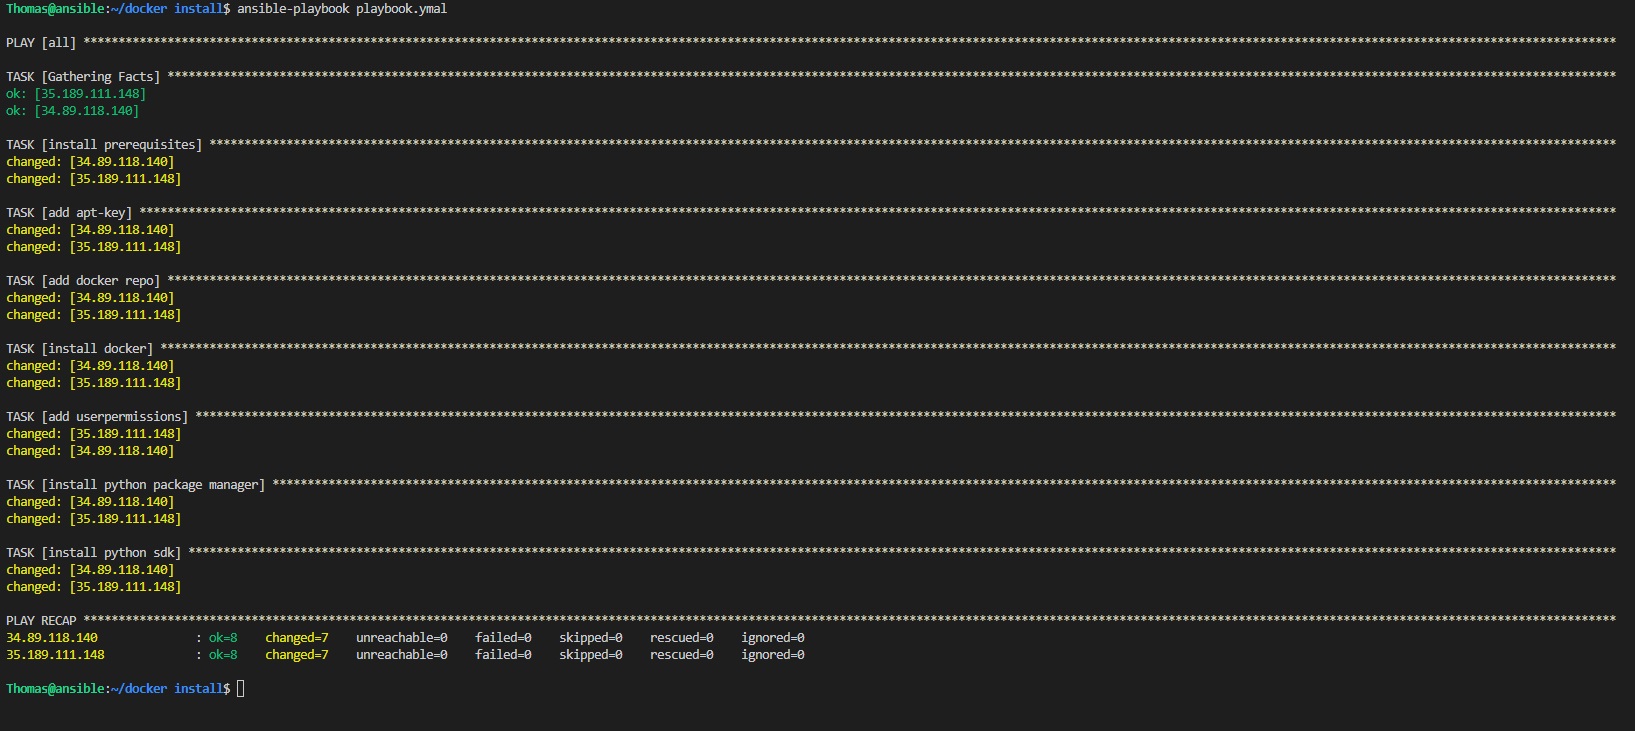 Thomas@ansible:~/docker install$ ansible-playbook playbook.ymal
PLAY [all] ***************************************************************************************************************************************************************************************************************************
TASK [Gathering Facts] ***************************************************************************************************************************************************************************************************************
ok: [35.189.111.148]
ok: [34.89.118.140]
TASK [install prerequisites] *********************************************************************************************************************************************************************************************************
changed: [34.89.118.140]
changed: [35.189.111.148]
TASK [add apt-key] *******************************************************************************************************************************************************************************************************************
changed: [34.89.118.140]
changed: [35.189.111.148]
TASK [add docker repo] ***************************************************************************************************************************************************************************************************************
changed: [34.89.118.140]
changed: [35.189.111.148]
TASK [install docker] ****************************************************************************************************************************************************************************************************************
changed: [34.89.118.140]
changed: [35.189.111.148]
TASK [add userpermissions] ***********************************************************************************************************************************************************************************************************
changed: [35.189.111.148]
changed: [34.89.118.140]
TASK [install python package manager] ************************************************************************************************************************************************************************************************
changed: [34.89.118.140]
changed: [35.189.111.148]
TASK [install python sdk] ************************************************************************************************************************************************************************************************************
changed: [34.89.118.140]
changed: [35.189.111.148]
PLAY RECAP ***************************************************************************************************************************************************************************************************************************
34.89.118.140              : ok=8    changed=7    unreachable=0    failed=0    skipped=0    rescued=0    ignored=0
35.189.111.148             : ok=8    changed=7    unreachable=0    failed=0    skipped=0    rescued=0    ignored=0
Thomas@ansible:~/docker install$